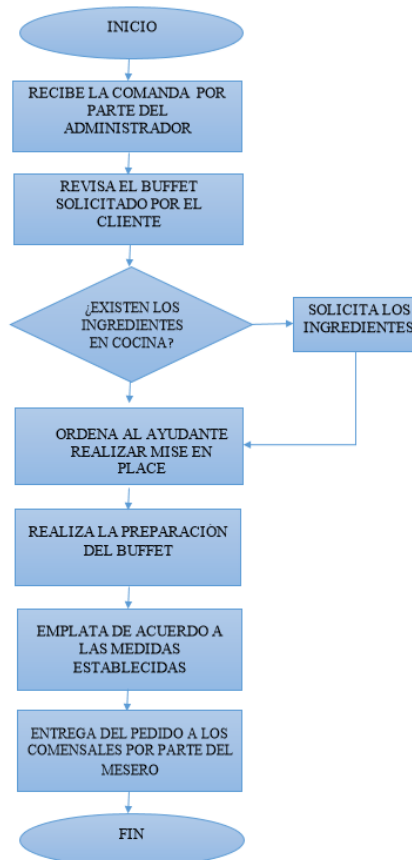 INICIO
RECIBE LA COMANDA POR
PARTE DEL
ADMINISTRADOR
REVISA EL BUFFET
SOLICITADO POR EL
CLIENTE
¿EXISTEN LOS
INGREDIENTES
EN COCINA?
SOLICITA LOS
INGREDIENTES
ORDENA AL AYUDANTE
REALIZAR MISE EN
PLACE
REALIZA LA PREPARACIÓN
DEL BUFFET
EMPLATA DE ACUERDO A
LAS MEDIDAS
ESTABLECIDAS
ENTREGA DEL PEDIDO A LOS
COMENSALES POR PARTE DEL
MESERO
FIN